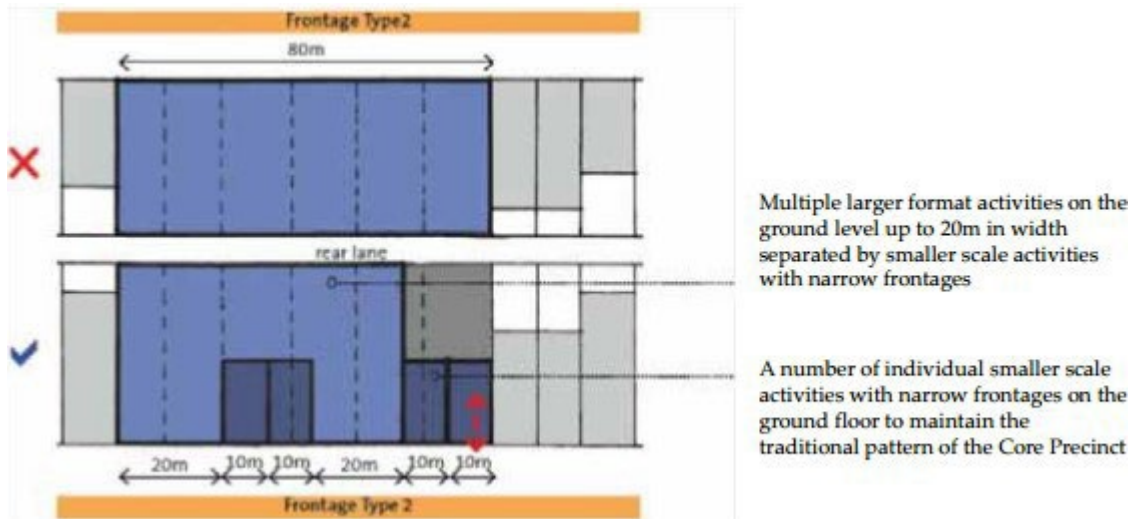 Frontage Type2
80m
rear lane
Multiple larger format activities on the
ground level up to 20m in width
separated by smaller scale activities
with narrow frontages
A number of individual smaller scale
activities with narrow frontages on the
ground floor to maintain the
traditional pattern of the Core Precinct
20m
10m
10m
20m
10m
10m
Frontage Type 2